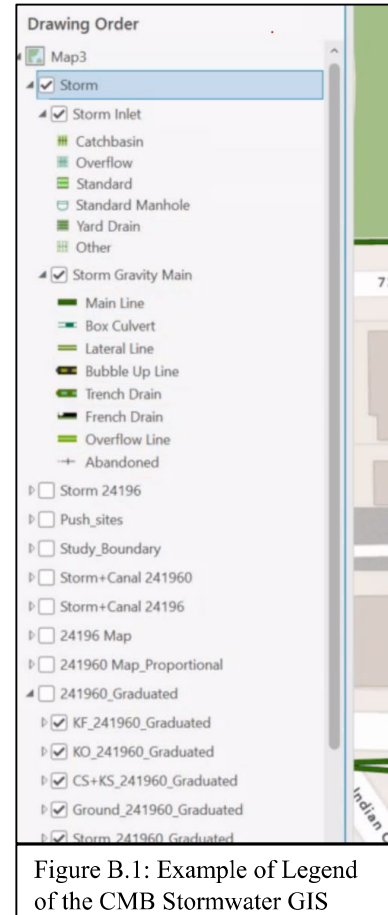 Drawing Order
Map3
Storm
Storm Inlet
Catchbasin
Overflow
Standard
Standard Manhole
Yard Drain
Other
Storm Gravity Main
Main Line
Box Culvert
Lateral Line
Bubble Up Line
Trench Drain
French Drain
Overflow Line
Abandoned
Storm 24196
Push_sites
Study_Boundary
Storm+Canal 241960
Storm+Canal 24196
24196 Map
241960 Map_Proportional
241960_Graduated
KF_241960_Graduated
KO_241960_Graduated
CS+KS_241960_Graduated
Ground_241960_Graduated
Storm_241960_Graduated
7
Indian
Figure B.1: Example of Legend
of the CMB Stormwater GIS